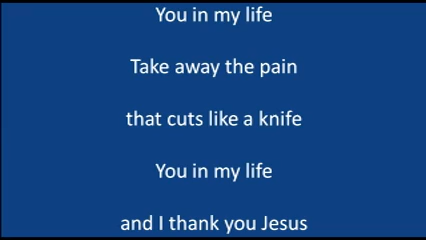 You in my life
Take away the pain
that cuts like a knife
You in my life
and I thank you Jesus